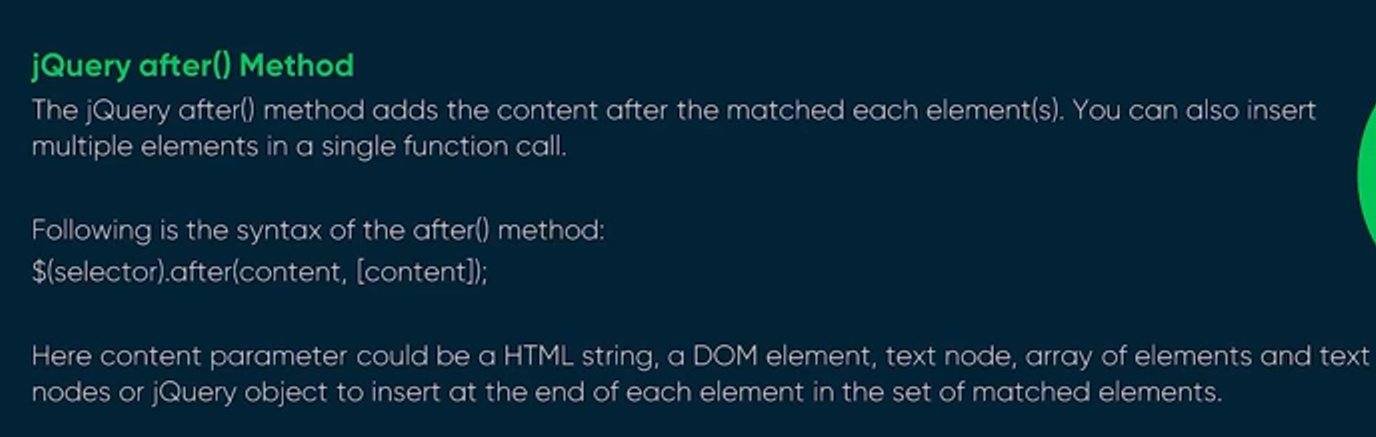 jQuery after() Method
The jQuery after() method adds the content after the matched each element(s). You can also insert
multiple elements in a single function call.
Following is the syntax of the after() method:
$(selector).after(content, [content]);
Here content parameter could be a HTML string, a DOM element, text node, array of elements and text
nodes or jQuery object to insert at the end of each element in the set of matched elements.